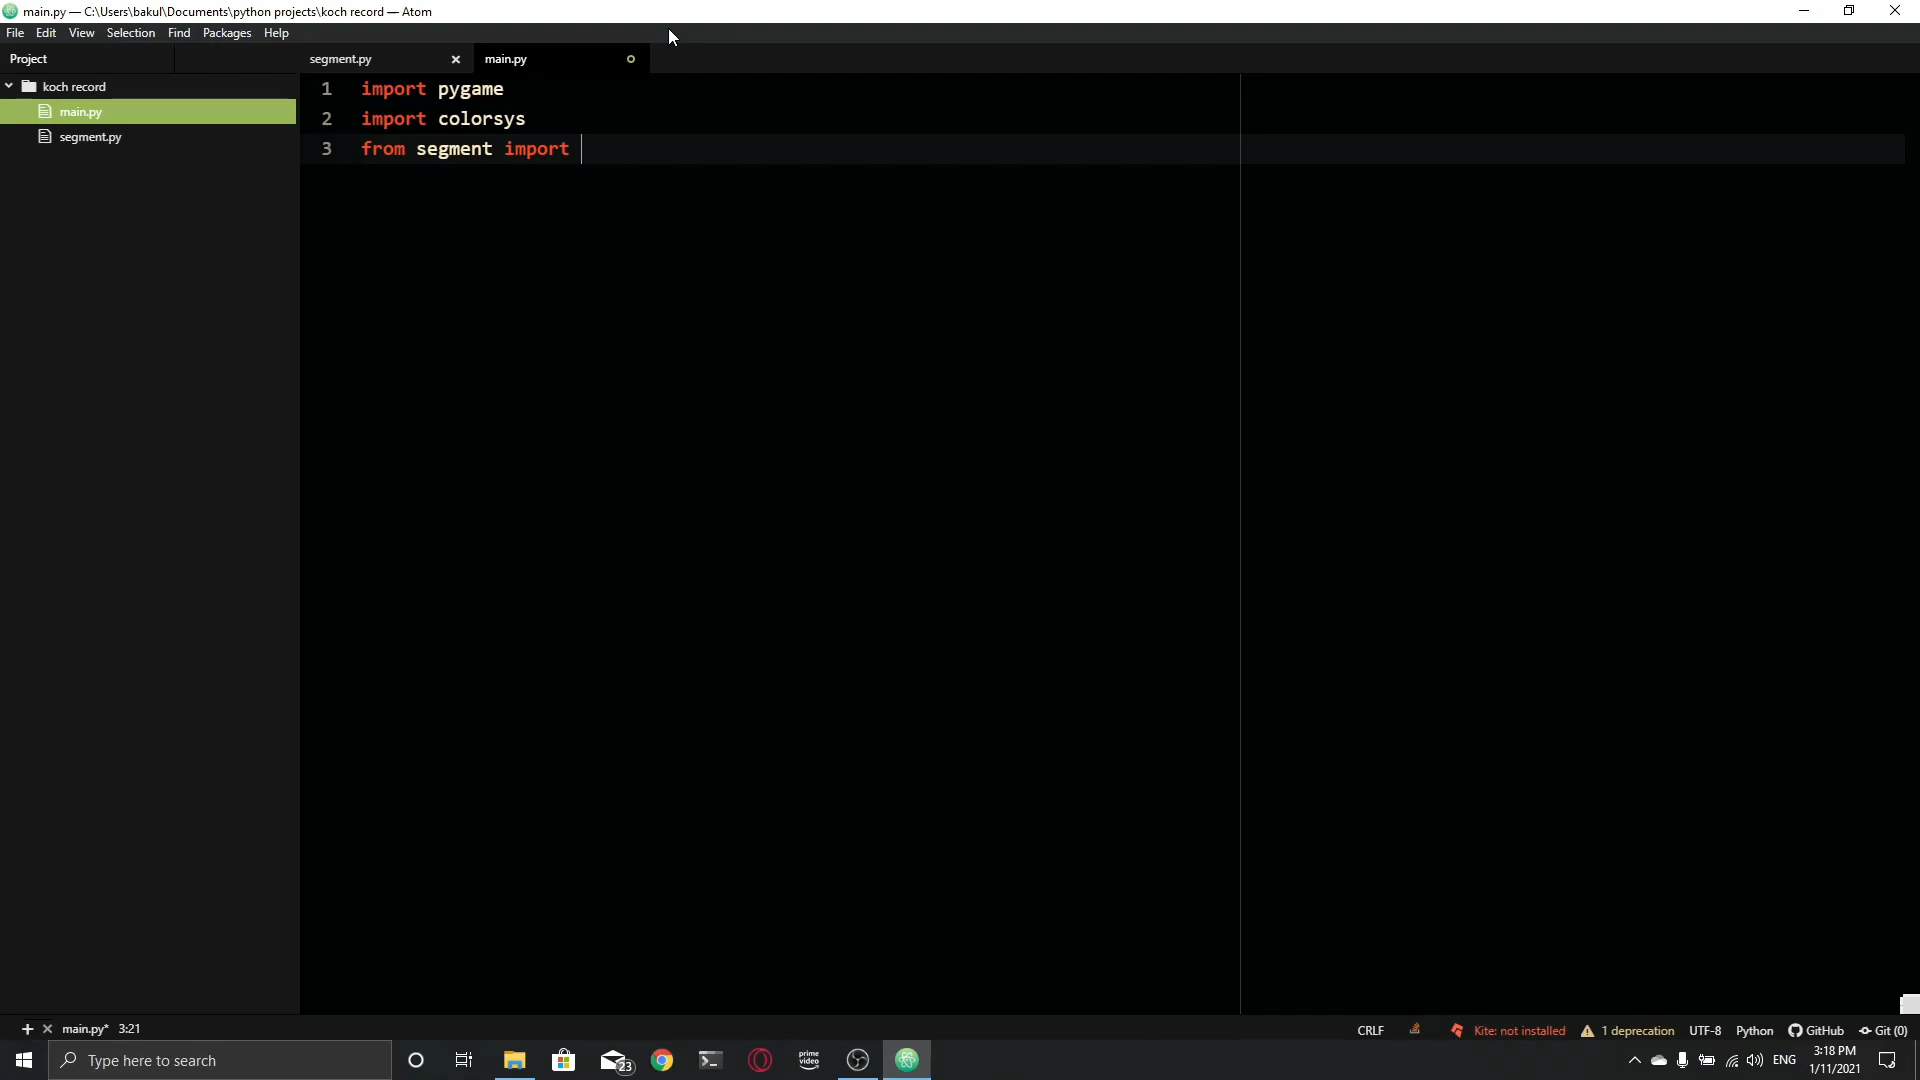 main.py — C:\Users\bakul\Documents\python projects\koch record — Atom
File Edit View Selection Find Packages Help
Project
segment.py
main.py
koch record
main.py
segment.py
1 import pygame
2 import colorsys
3 from segment import
main.py* 3:21
CRLF
Kite: not installed
1 deprecation
UTF-8
Python
GitHub
Git (0)
Type here to search
23
prime video
ENG
3:18 PM
1/11/2021